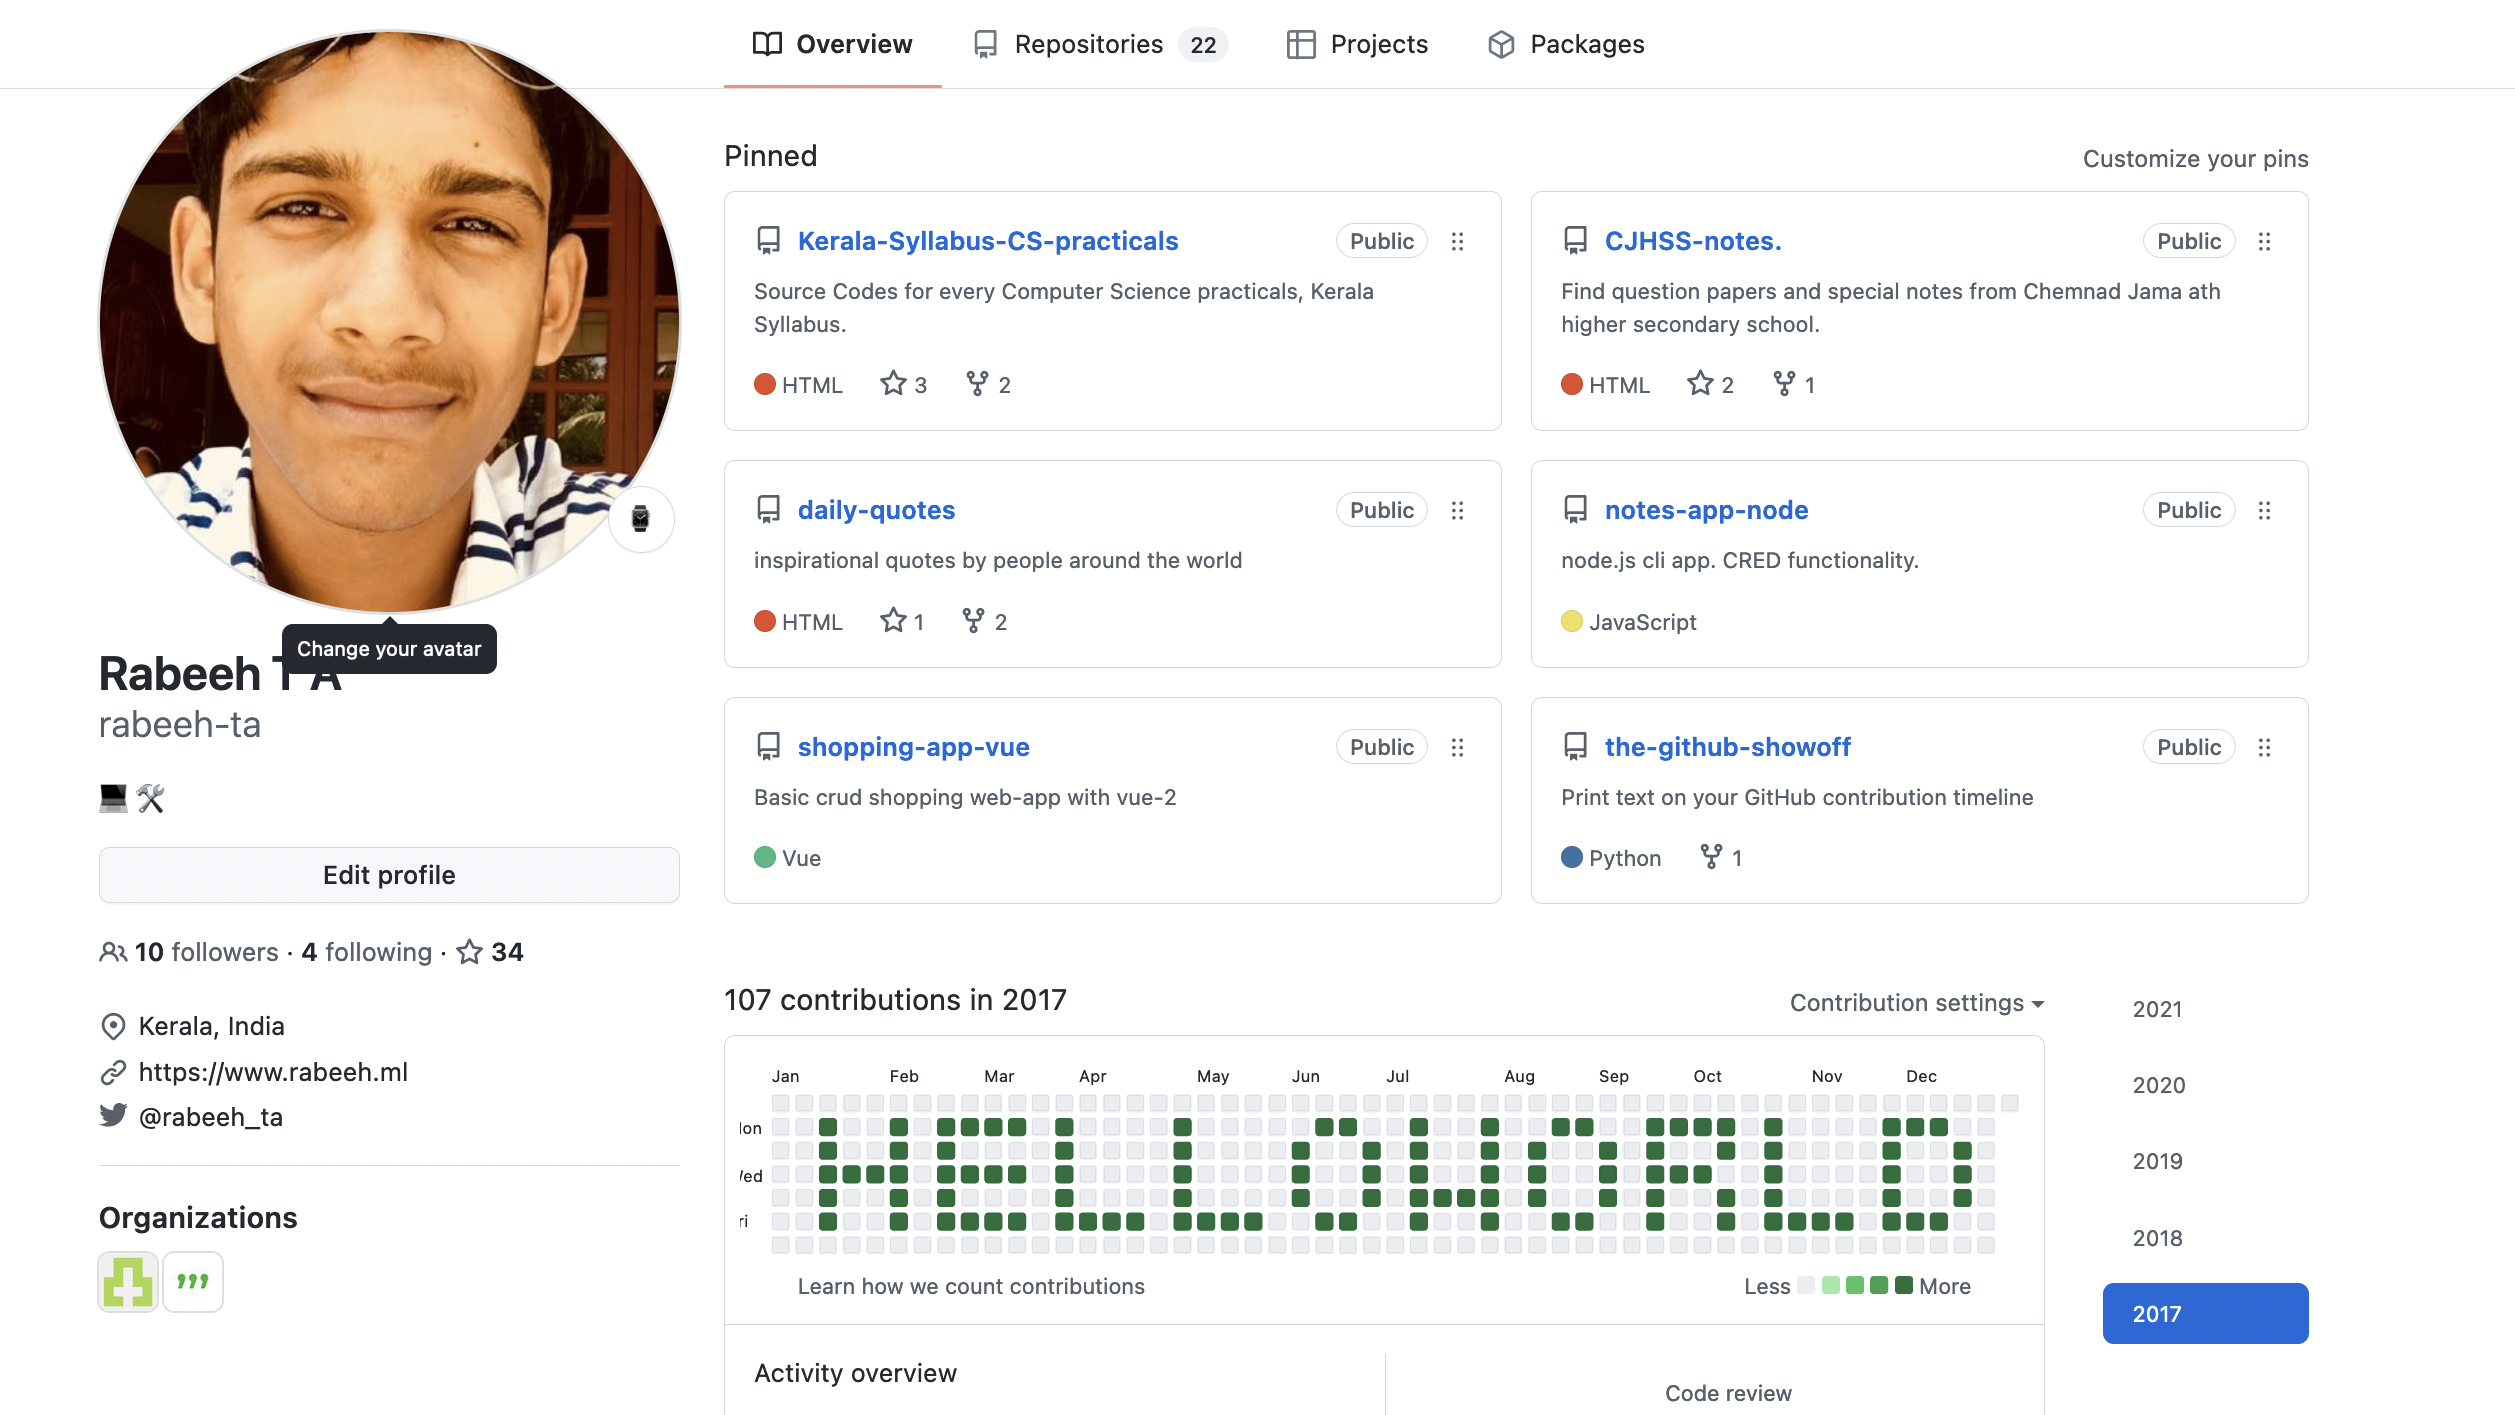 Overview
Repositories 22
Projects
Packages
Change your avatar
Rabeeh T A
rabeeh-ta
Edit profile
10 followers · 4 following · 34
Kerala, India
https://www.rabeeh.ml
@rabeeh_ta
Organizations
Pinned
Customize your pins
Kerala-Syllabus-CS-practicals
Public
Source Codes for every Computer Science practicals, Kerala
Syllabus.
HTML 3 2
CJHSS-notes.
Public
Find question papers and special notes from Chemnad Jama ath
higher secondary school.
HTML 2 1
daily-quotes
Public
inspirational quotes by people around the world
HTML 1 2
notes-app-node
Public
node.js cli app. CRED functionality.
JavaScript
shopping-app-vue
Public
Basic crud shopping web-app with vue-2
Vue
the-github-showoff
Public
Print text on your GitHub contribution timeline
Python 1
107 contributions in 2017
Contribution settings
Jan Feb Mar Apr May Jun Jul Aug Sep Oct Nov Dec
HELLO WORLD
Learn how we count contributions
Less More
Activity overview
Code review
2021
2020
2019
2018
2017